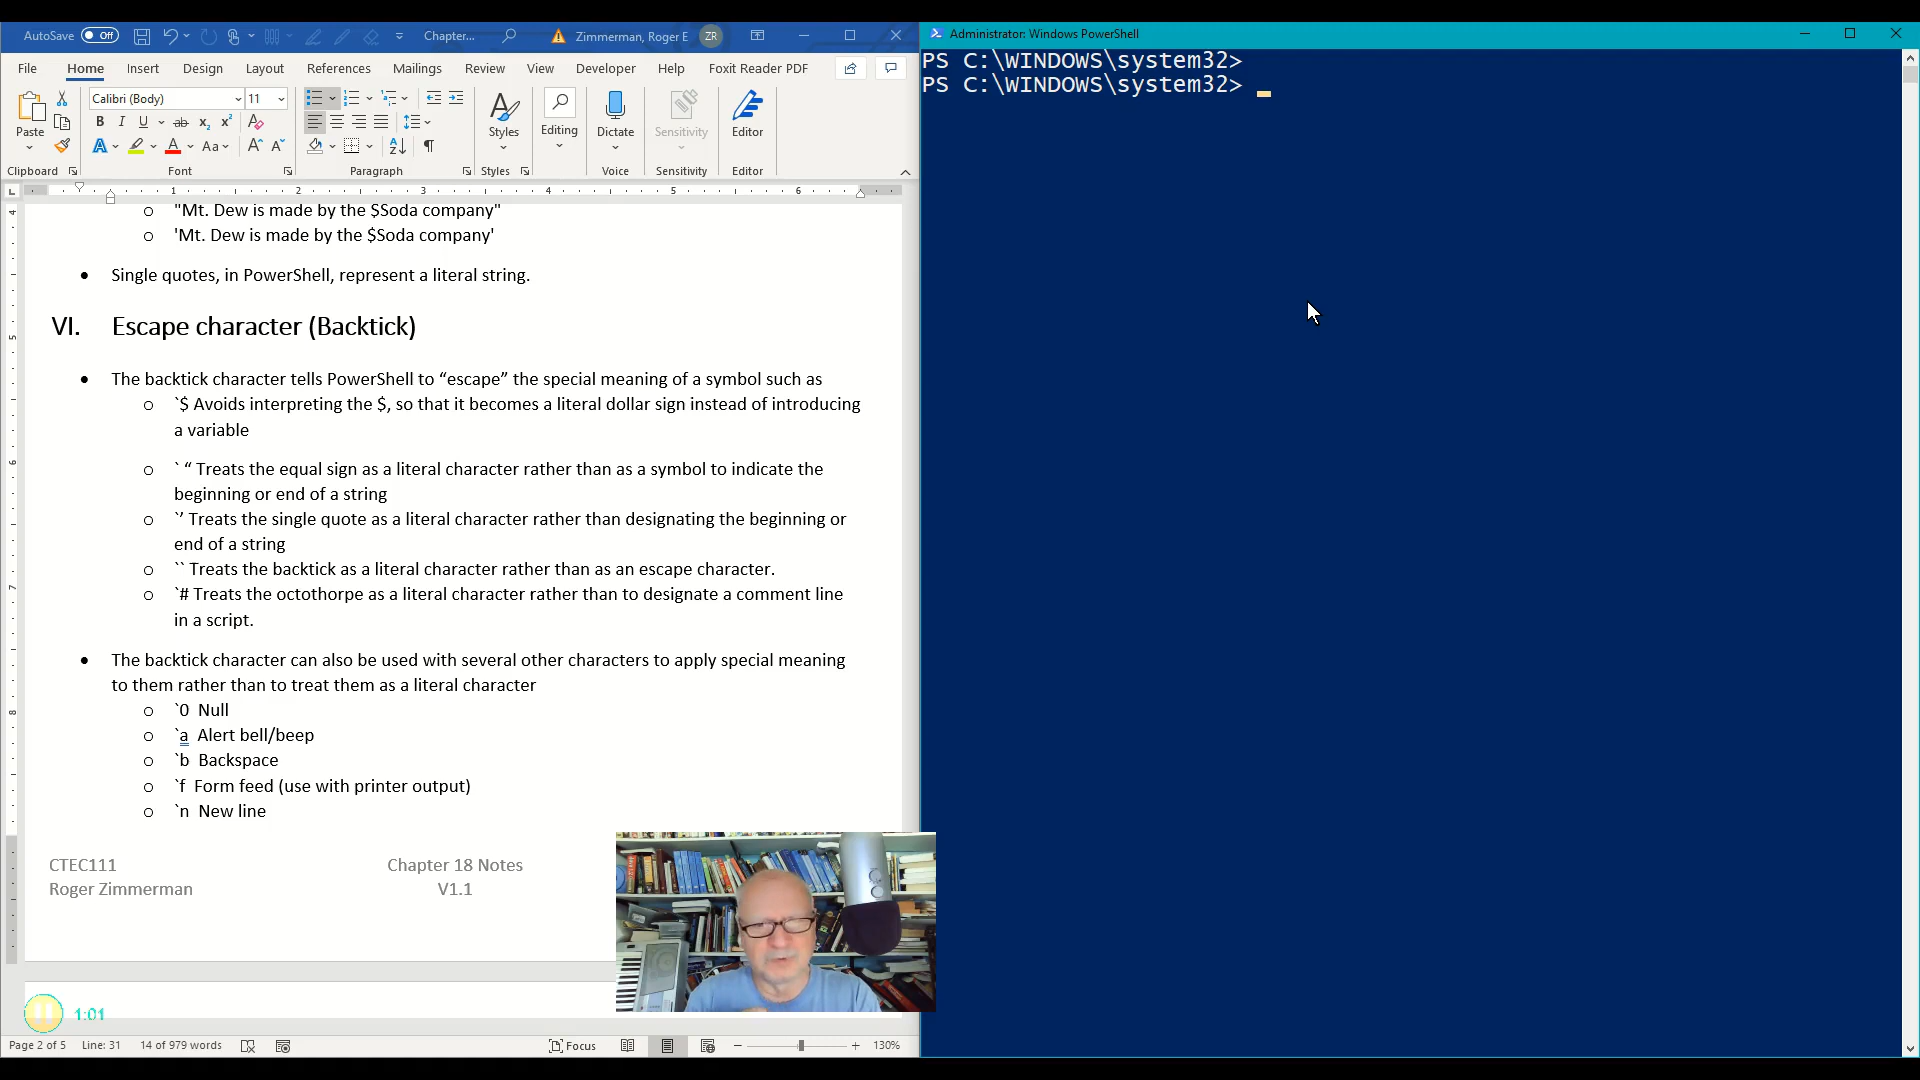 AutoSave Off Chapter... Zimmerman, Roger E ZR
File Home Insert Design Layout References Mailings Review View Developer Help Foxit Reader PDF
Calibri (Body) 11
Paste B I U ab x₂ x² Styles Editing Dictate Sensitivity Editor
A A Aa A A
Clipboard Font Paragraph Styles Voice Sensitivity Editor
1 2 3 4 5 6
o "Mt. Dew is made by the $Soda company"
o 'Mt. Dew is made by the $Soda company'
• Single quotes, in PowerShell, represent a literal string.
VI. Escape character (Backtick)
• The backtick character tells PowerShell to “escape” the special meaning of a symbol such as
o `$ Avoids interpreting the $, so that it becomes a literal dollar sign instead of introducing
a variable
o ` “ Treats the equal sign as a literal character rather than as a symbol to indicate the
beginning or end of a string
o `’ Treats the single quote as a literal character rather than designating the beginning or
end of a string
o `` Treats the backtick as a literal character rather than as an escape character.
o `# Treats the octothorpe as a literal character rather than to designate a comment line
in a script.
• The backtick character can also be used with several other characters to apply special meaning
to them rather than to treat them as a literal character
o `0 Null
o `a Alert bell/beep
o `b Backspace
o `f Form feed (use with printer output)
o `n New line
CTEC111 Chapter 18 Notes
Roger Zimmerman V1.1
1:01
Page 2 of 5 Line: 31 14 of 979 words Focus 130%
Administrator: Windows PowerShell
PS C:\WINDOWS\system32>
PS C:\WINDOWS\system32>